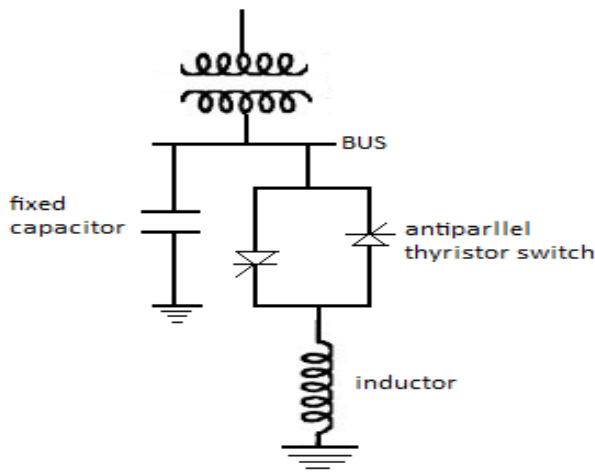 BUS
fixed
capacitor
antiparllel
thyristor switch
inductor